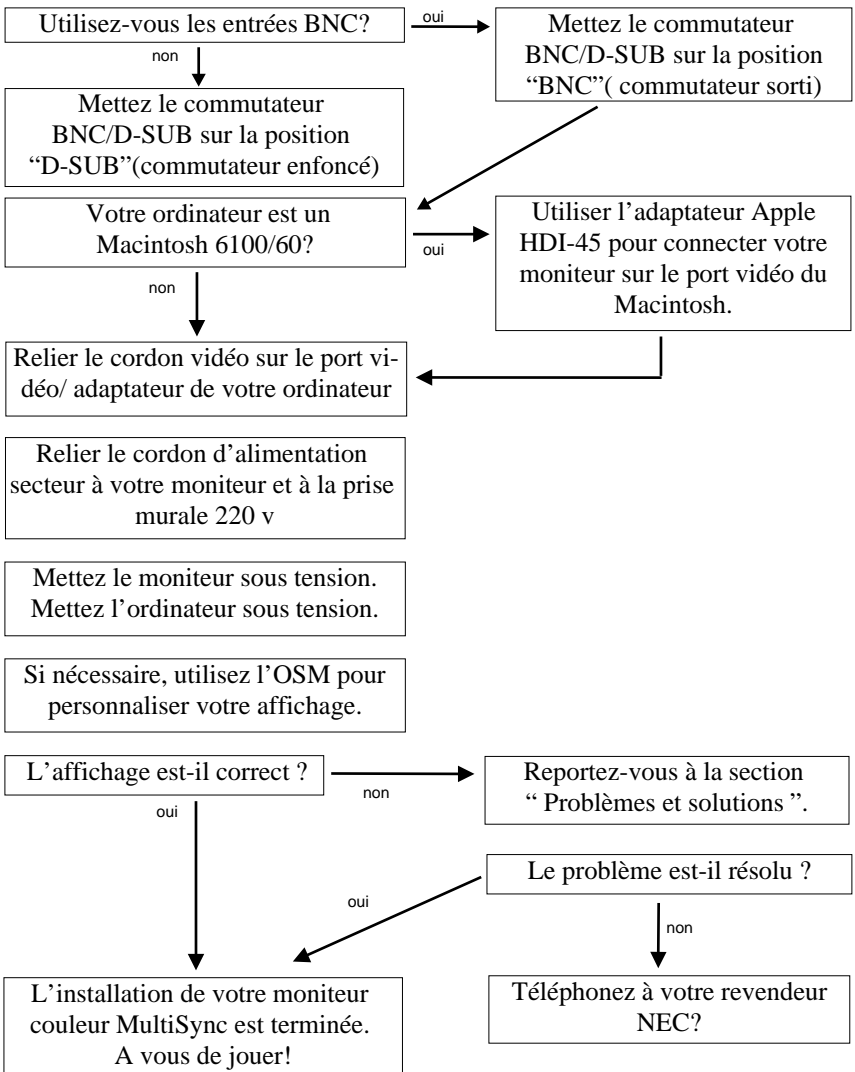 Utilisez-vous les entrées BNC?
oui
Mettez le commutateur
BNC/D-SUB sur la position
“BNC”( commutateur sorti)
non
Mettez le commutateur
BNC/D-SUB sur la position
“D-SUB”(commutateur enfoncé)
Votre ordinateur est un
Macintosh 6100/60?
oui
Utiliser l’adaptateur Apple
HDI-45 pour connecter votre
moniteur sur le port vidéo du
Macintosh.
non
Relier le cordon vidéo sur le port vi-
déo/ adaptateur de votre ordinateur
Relier le cordon d’alimentation
secteur à votre moniteur et à la prise
murale 220 v
Mettez le moniteur sous tension.
Mettez l’ordinateur sous tension.
Si nécessaire, utilisez l’OSM pour
personnaliser votre affichage.
L’affichage est-il correct ?
non
Reportez-vous à la section
“ Problèmes et solutions ”.
oui
Le problème est-il résolu ?
oui
non
L’installation de votre moniteur
couleur MultiSync est terminée.
A vous de jouer!
Téléphonez à votre revendeur
NEC?